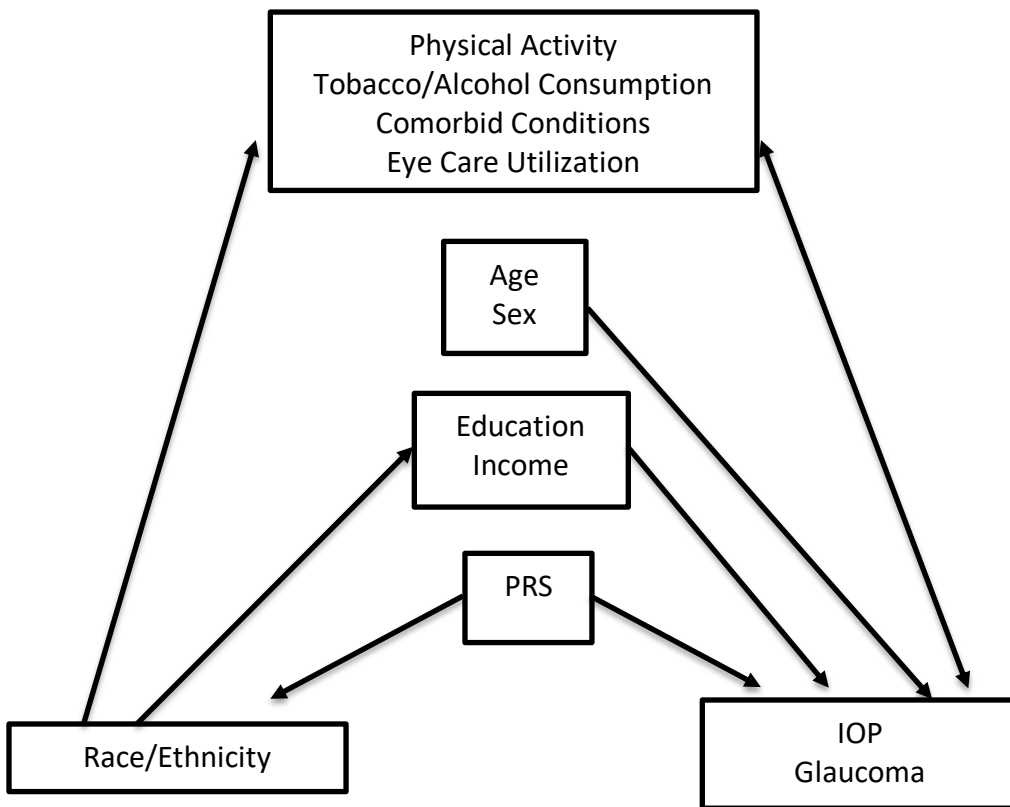 Physical Activity
Tobacco/Alcohol Consumption
Comorbid Conditions
Eye Care Utilization
Age
Sex
Education
Income
PRS
Race/Ethnicity
IOP
Glaucoma